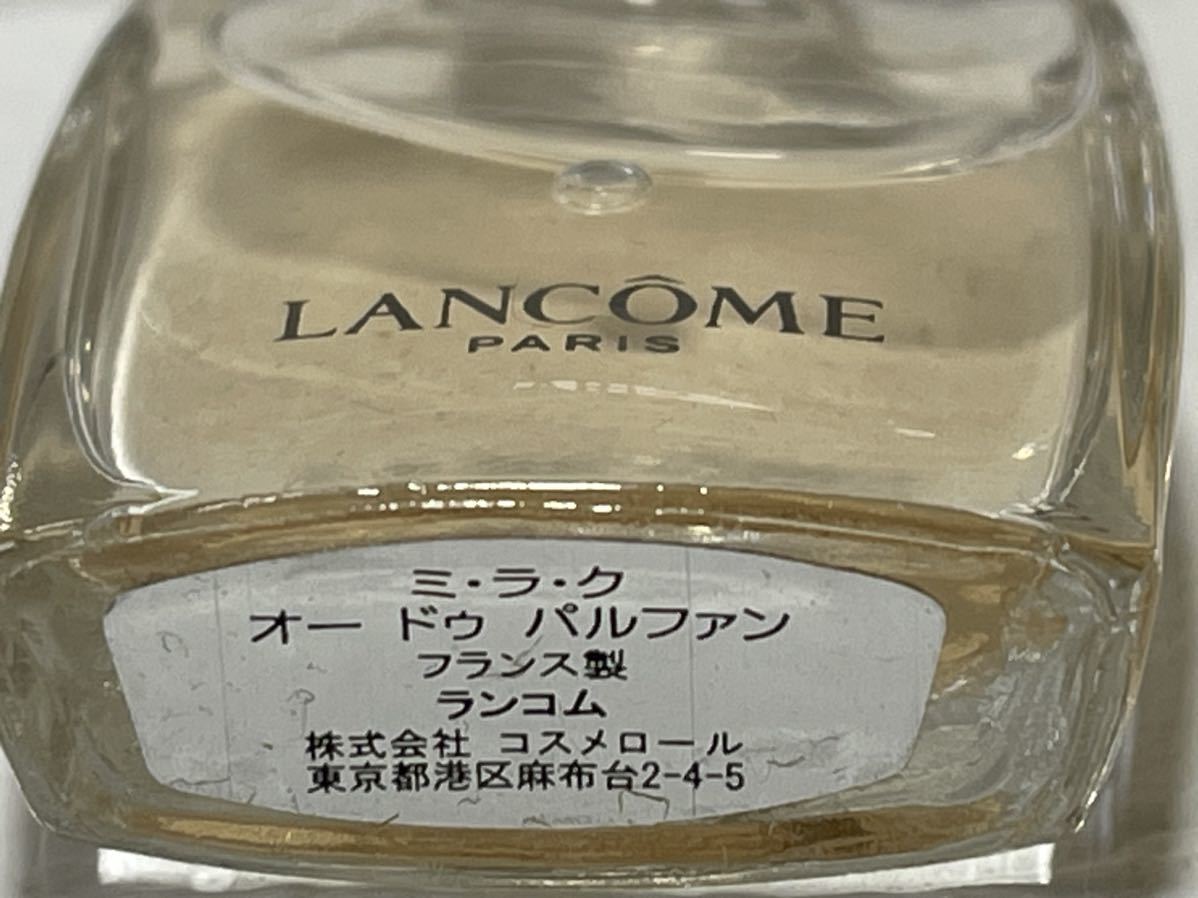 LANCÔME
PARIS
ミ・ラ・ク
オー ドゥ パルファン
フランス製
ランコム
株式会社 コスメロール
東京都港区麻布台2-4-5